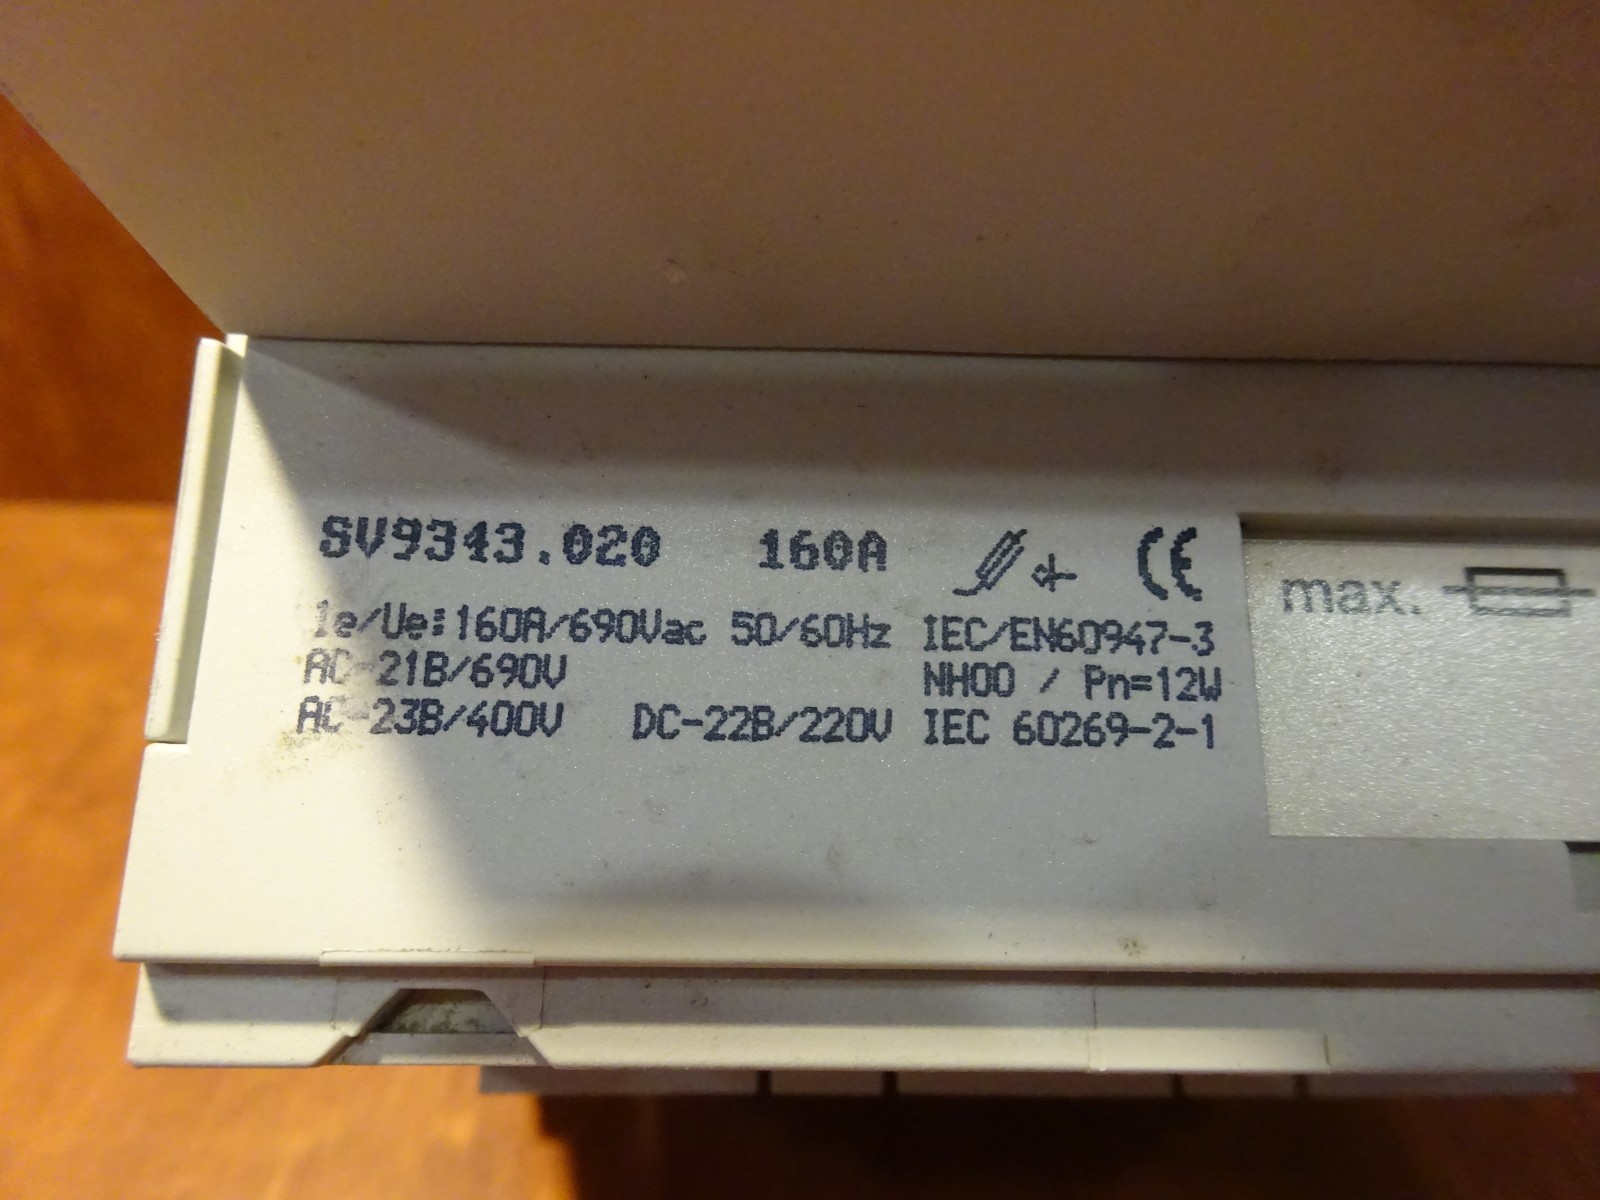 SV9343.020 160A CE
Ie/Ue:160A/690Vac 50/60Hz IEC/EN60947-3
AC-21B/690V NH00 / Pn=12W
AC-23B/400V DC-22B/220V IEC 60269-2-1
max.